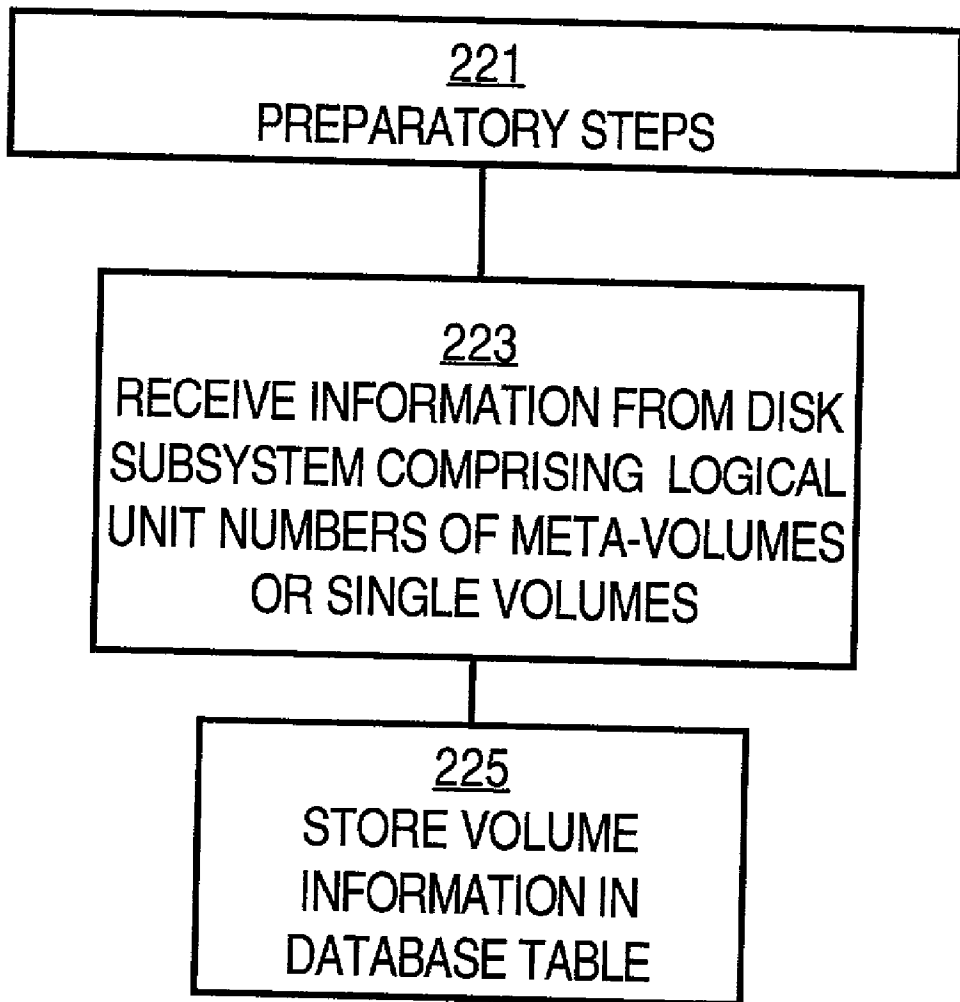 221
PREPARATORY STEPS
223
RECEIVE INFORMATION FROM DISK
SUBSYSTEM COMPRISING LOGICAL
UNIT NUMBERS OF META-VOLUMES
OR SINGLE VOLUMES
225
STORE VOLUME
INFORMATION IN
DATABASE TABLE